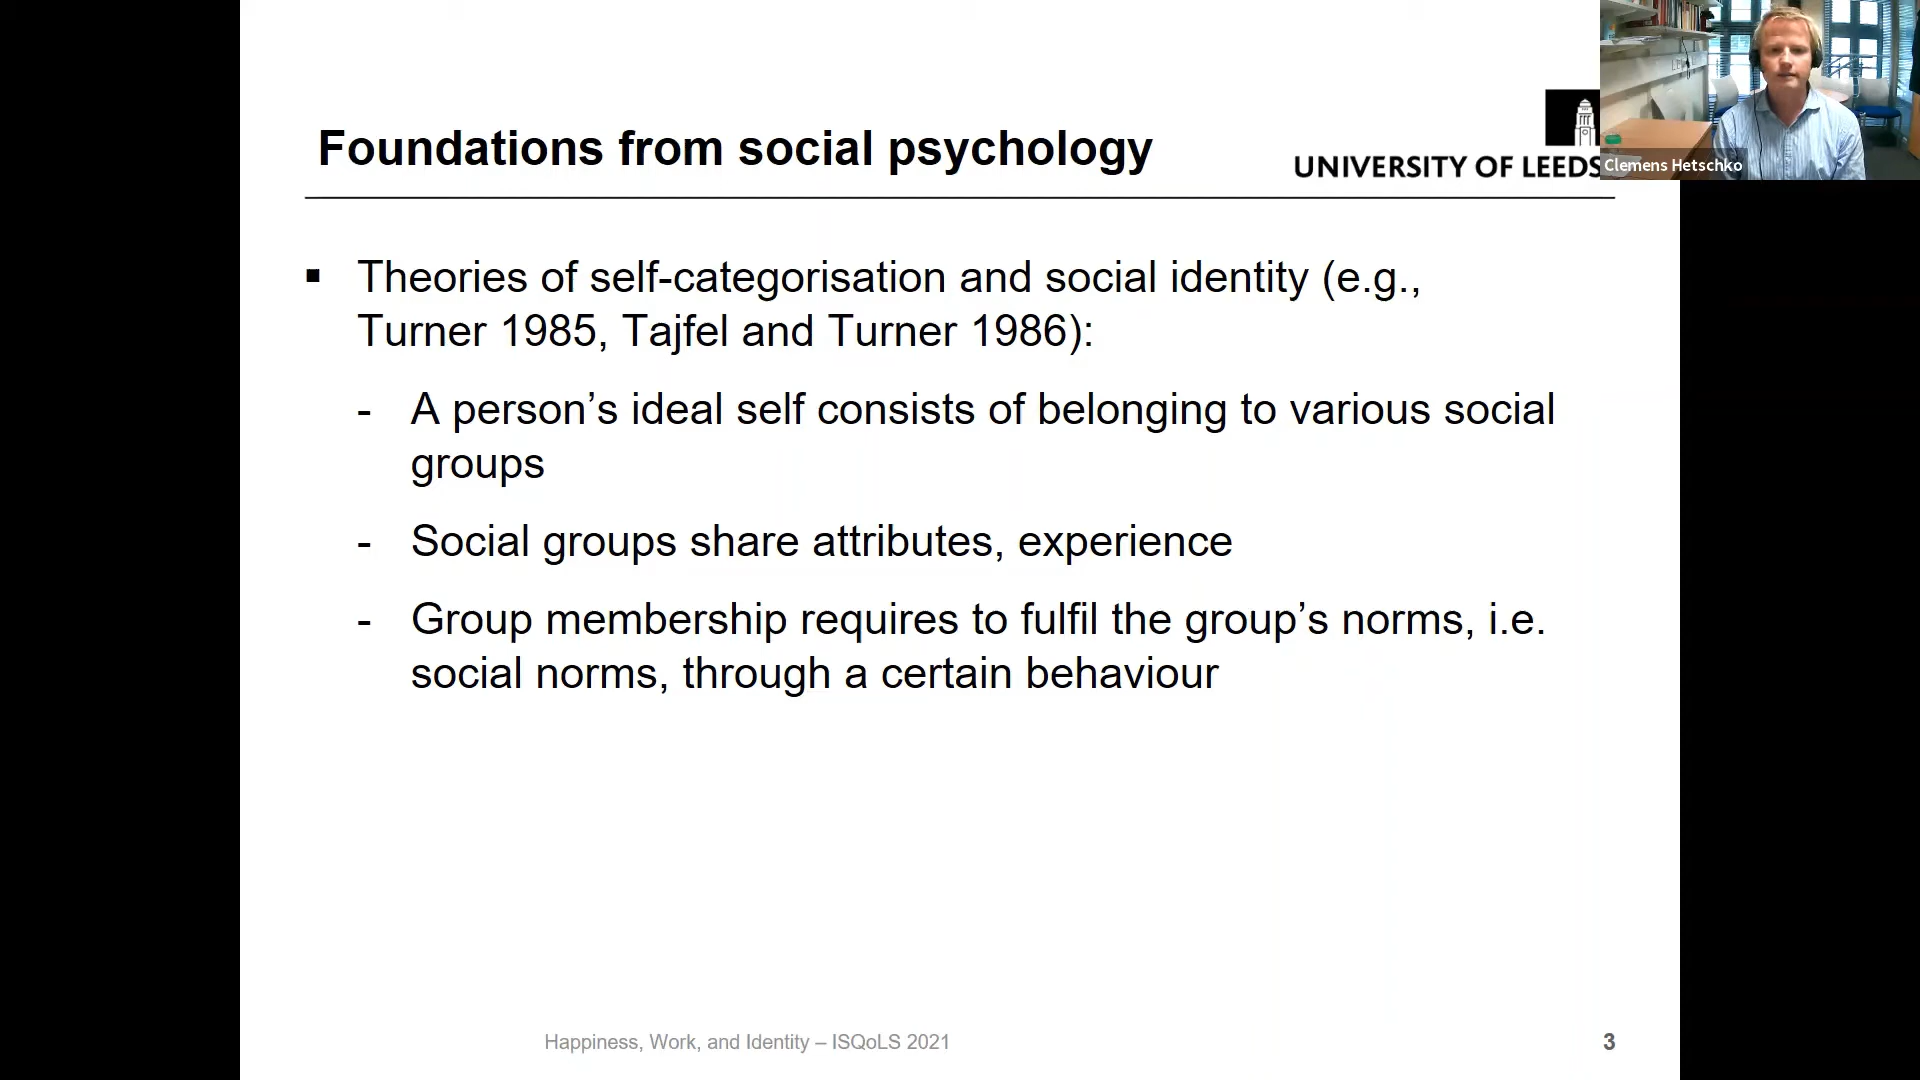 Foundations from social psychology
UNIVERSITY OF LEEDS
Clemens Hetschko
▪ Theories of self-categorisation and social identity (e.g.,
Turner 1985, Tajfel and Turner 1986):
- A person’s ideal self consists of belonging to various social
groups
- Social groups share attributes, experience
- Group membership requires to fulfil the group’s norms, i.e.
social norms, through a certain behaviour
Happiness, Work, and Identity – ISQoLS 2021
3